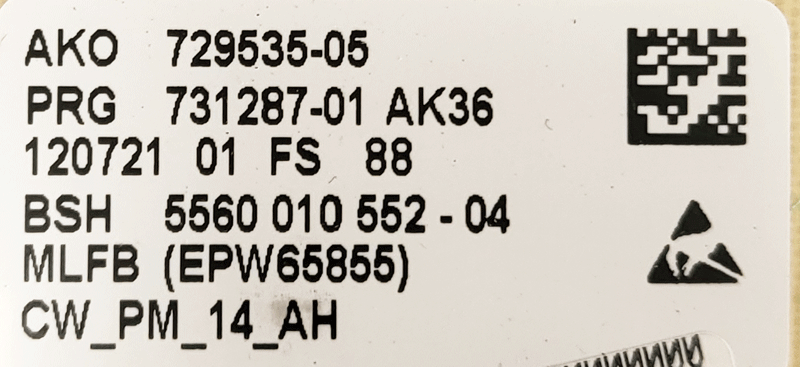 AKO 729535-05
PRG 731287-01 AK36
120721 01 FS 88
BSH 5560 010 552 - 04
MLFB (EPW65855)
CW_PM_14_AH